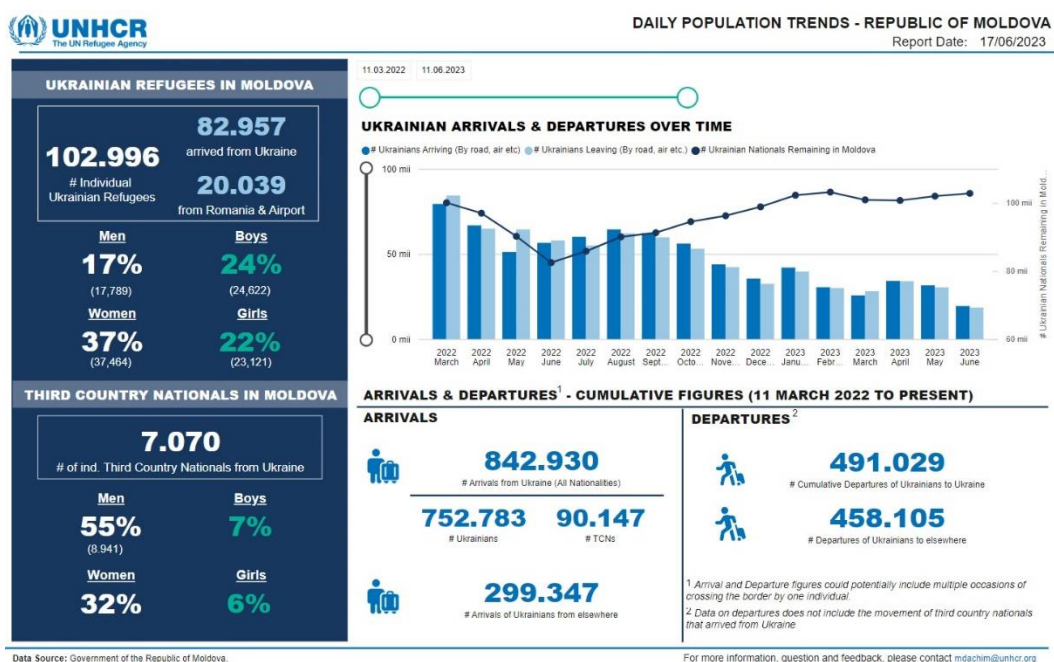 UNHCR
The UN Refugee Agency
DAILY POPULATION TRENDS - REPUBLIC OF MOLDOVA
Report Date: 17/06/2023
UKRAINIAN REFUGEES IN MOLDOVA
102.996
# Individual
Ukrainian Refugees
82.957
arrived from Ukraine
20.039
from Romania & Airport
Men
17%
(17,789)
Boys
24%
(24,622)
Women
37%
(37,464)
Girls
22%
(23,121)
THIRD COUNTRY NATIONALS IN MOLDOVA
7.070
# of ind. Third Country Nationals from Ukraine
Men
55%
(8.941)
Boys
7%
Women
32%
Girls
6%
11.03.2022 11.06.2023
UKRAINIAN ARRIVALS & DEPARTURES OVER TIME
# Ukrainians Arriving (By road, air etc) # Ukrainians Leaving (By road, air etc.) # Ukrainian Nationals Remaining in Moldova
100 mii
50 mii
0 mii
100 mii
80 mii
60 mii
# Ukrainian Nationals Remaining in Mold...
2022 March
2022 April
2022 May
2022 June
2022 July
2022 August
2022 Sept...
2022 Octo...
2022 Nove...
2022 Dece...
2023 Janu...
2023 Febr...
2023 March
2023 April
2023 May
2023 June
ARRIVALS & DEPARTURES1 - CUMULATIVE FIGURES (11 MARCH 2022 TO PRESENT)
ARRIVALS
842.930
# Arrivals from Ukraine (All Nationalities)
752.783
# Ukrainians
90.147
# TCNs
299.347
# Arrivals of Ukrainians from elsewhere
DEPARTURES2
491.029
# Cumulative Departures of Ukrainians to Ukraine
458.105
# Departures of Ukrainians to elsewhere
1 Arrival and Departure figures could potentially include multiple occasions of
crossing the border by one individual.
2 Data on departures does not include the movement of third country nationals
that arrived from Ukraine
Data Source: Government of the Republic of Moldova.
For more information, question and feedback, please contact mdachim@unhcr.org